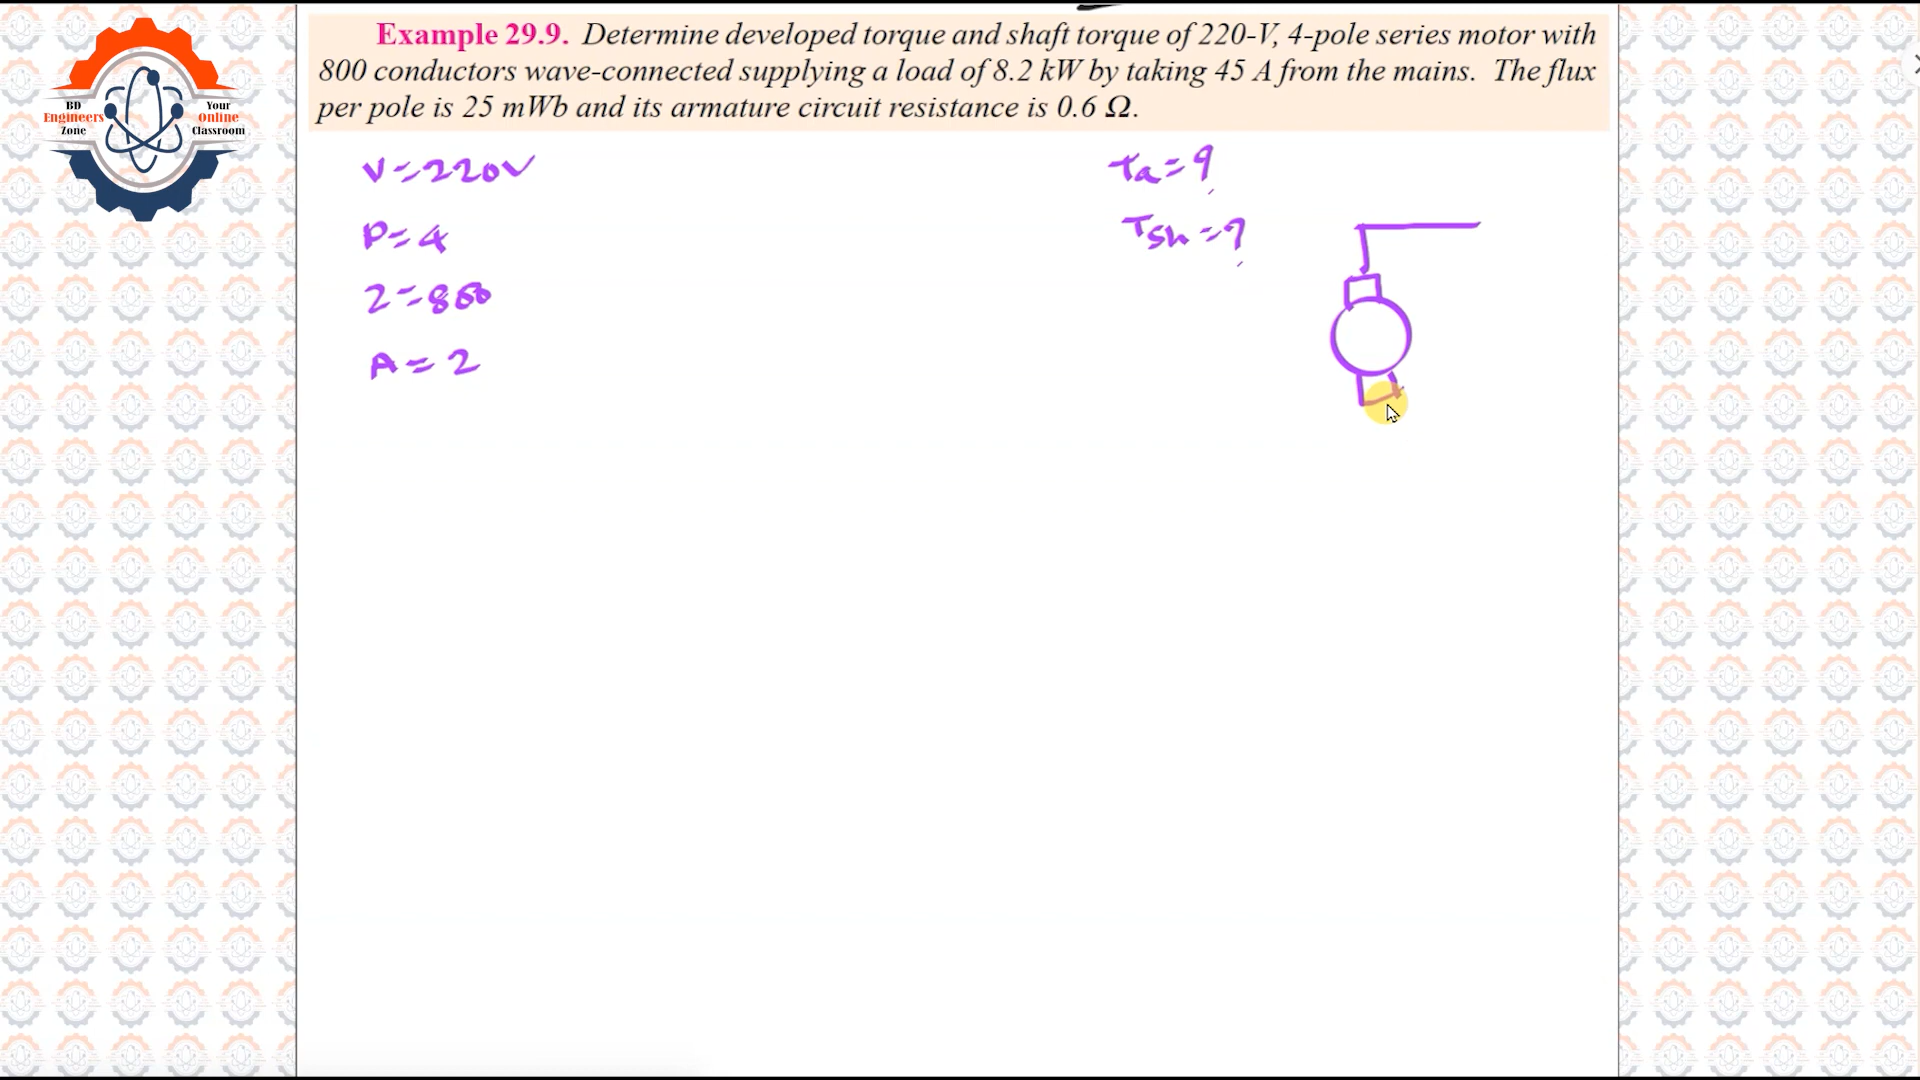 BD
Engineers
Zone
Your
Online
Classroom
Example 29.9. Determine developed torque and shaft torque of 220-V, 4-pole series motor with
800 conductors wave-connected supplying a load of 8.2 kW by taking 45 A from the mains. The flux
per pole is 25 mWb and its armature circuit resistance is 0.6 Ω.
V=220V
P=4
Z=800
A=2
Ta=?
Tsh=?